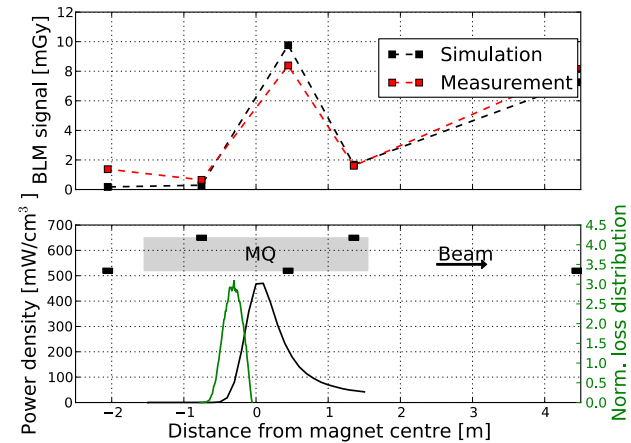 BLM signal [mGy]
12
10
8
6
4
2
0
Simulation
Measurement
Power density [mW/cm³ ]
700
600
500
400
300
200
100
0
MQ
Beam
4.5
4.0
3.5
3.0
2.5
2.0
1.5
1.0
0.5
0.0
Norm. loss distribution
−2 −1 0 1 2 3 4
Distance from magnet centre [m]